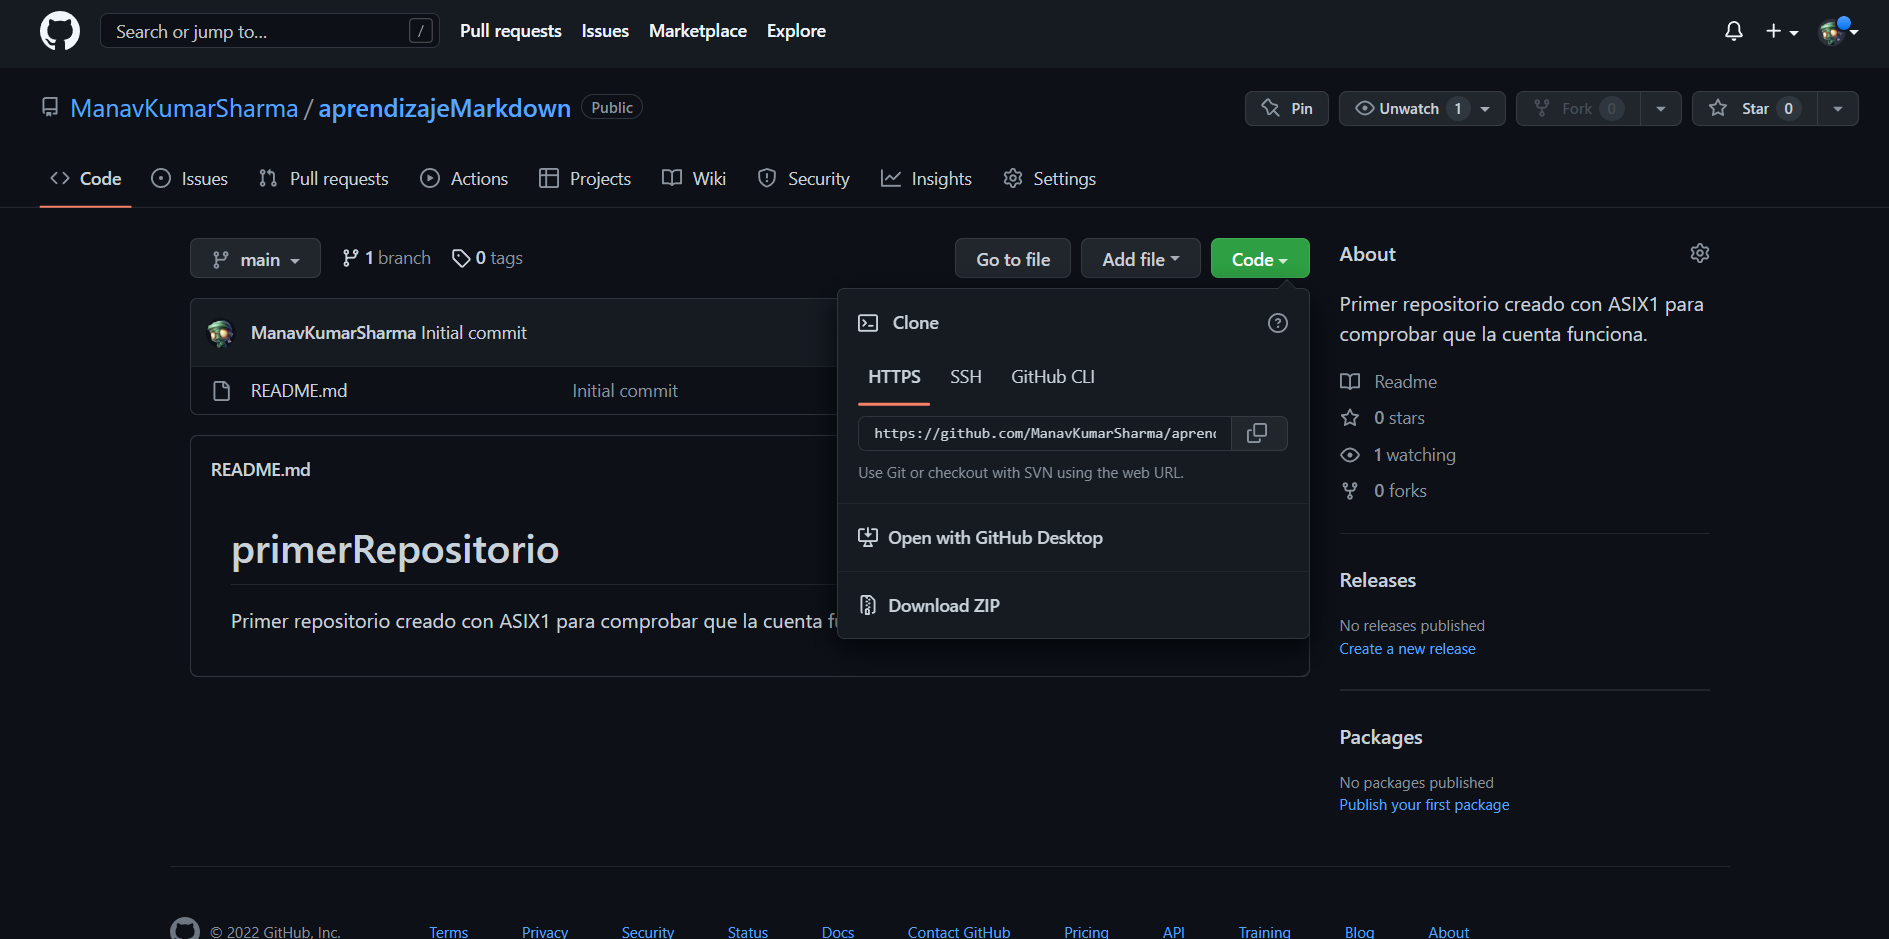 Search or jump to... /
Pull requests Issues Marketplace Explore
ManavKumarSharma / aprendizajeMarkdown Public
Pin Unwatch 1 Fork 0 Star 0
Code Issues Pull requests Actions Projects Wiki Security Insights Settings
main 1 branch 0 tags
Go to file Add file Code
ManavKumarSharma Initial commit
README.md Initial commit
README.md
primerRepositorio
Primer repositorio creado con ASIX1 para comprobar que la cuenta
Clone
HTTPS SSH GitHub CLI
https://github.com/ManavKumarSharma/aprend
Use Git or checkout with SVN using the web URL.
Open with GitHub Desktop
Download ZIP
About
Primer repositorio creado con ASIX1 para
comprobar que la cuenta funciona.
Readme
0 stars
1 watching
0 forks
Releases
No releases published
Create a new release
Packages
No packages published
Publish your first package
© 2022 GitHub, Inc. Terms Privacy Security Status Docs Contact GitHub Pricing API Training Blog About